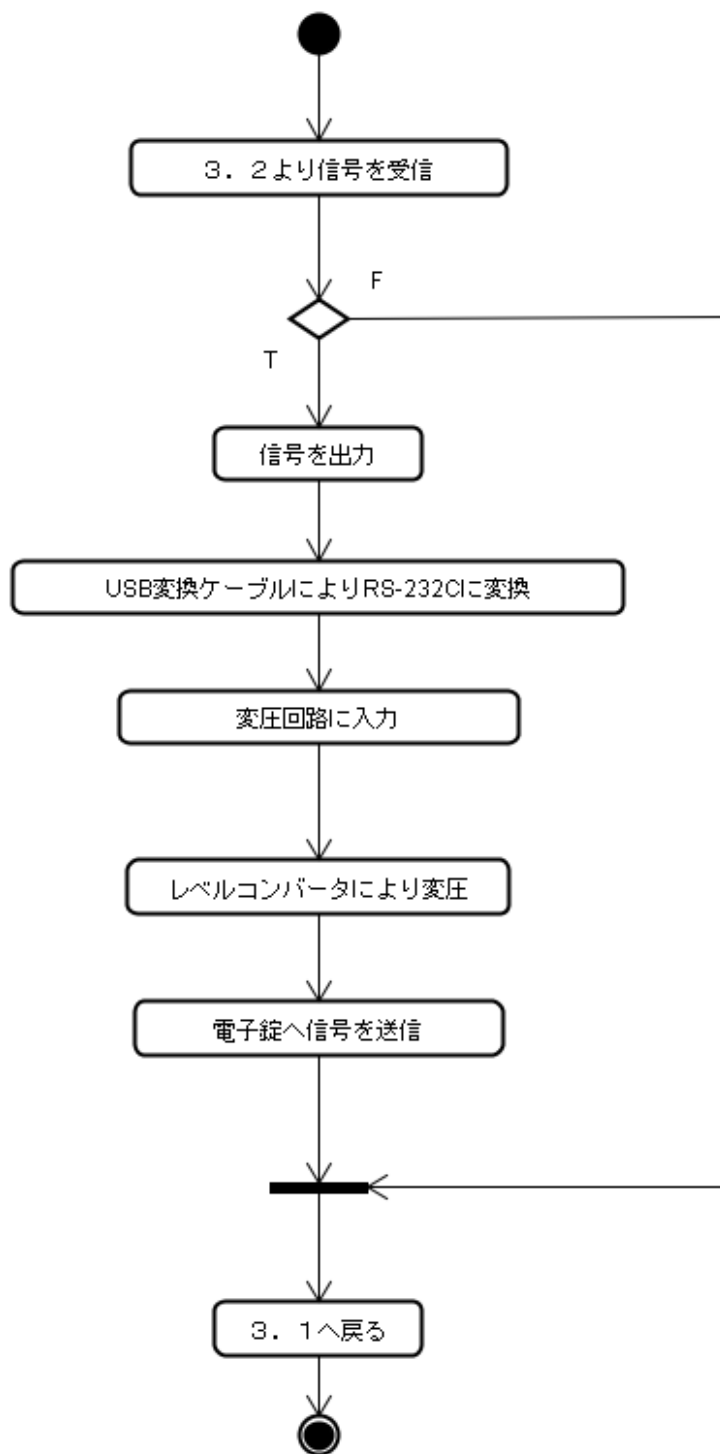 ３．２より信号を受信
F
T
信号を出力
USB変換ケーブルによりRS-232Cに変換
変圧回路に入力
レベルコンバータにより変圧
電子錠へ信号を送信
３．１へ戻る